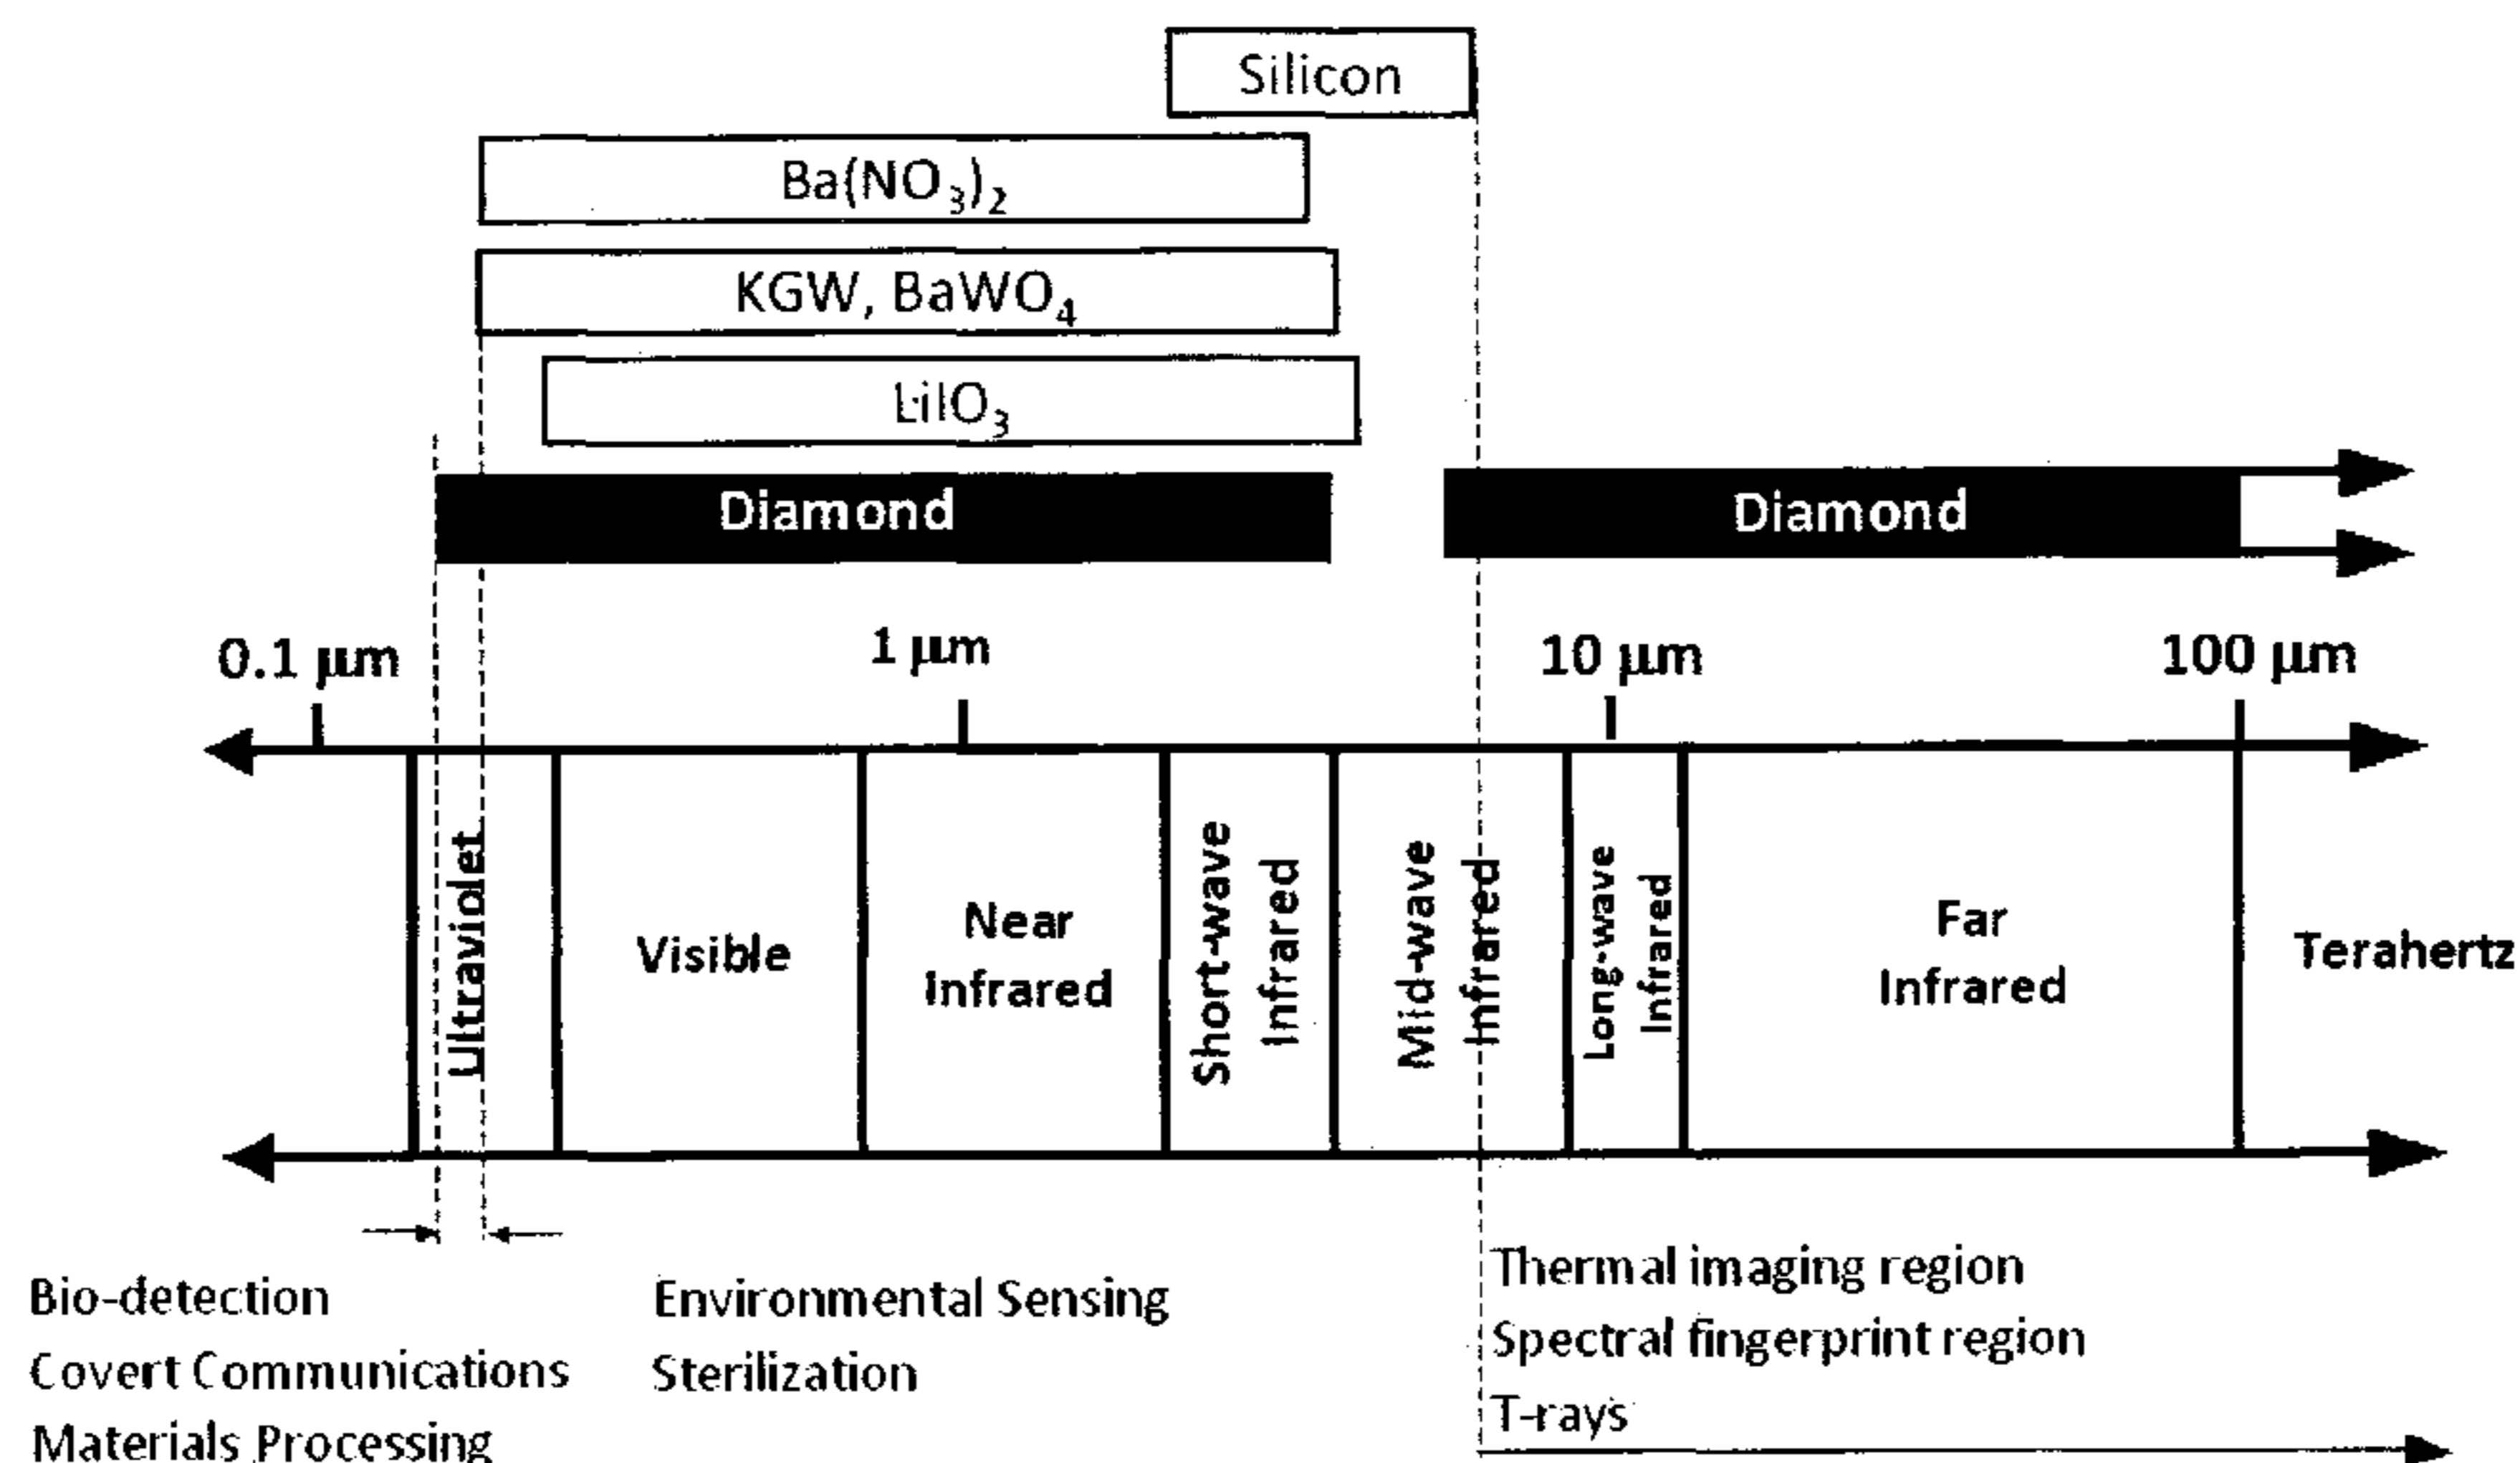 Silicon
Ba(NO₃)₂
KGW, BaWO₄
LiIO₃
Diamond
Diamond
0.1 µm
1 µm
10 µm
100 µm
Ultraviolet
Visible
Near
Infrared
Short-wave
Infrared
Mid-wave
Infrared
Long-wave
Infrared
Far
Infrared
Terahertz
Bio-detection
Covert Communications
Materials Processing
Environmental Sensing
Sterilization
Thermal imaging region
Spectral fingerprint region
T-rays